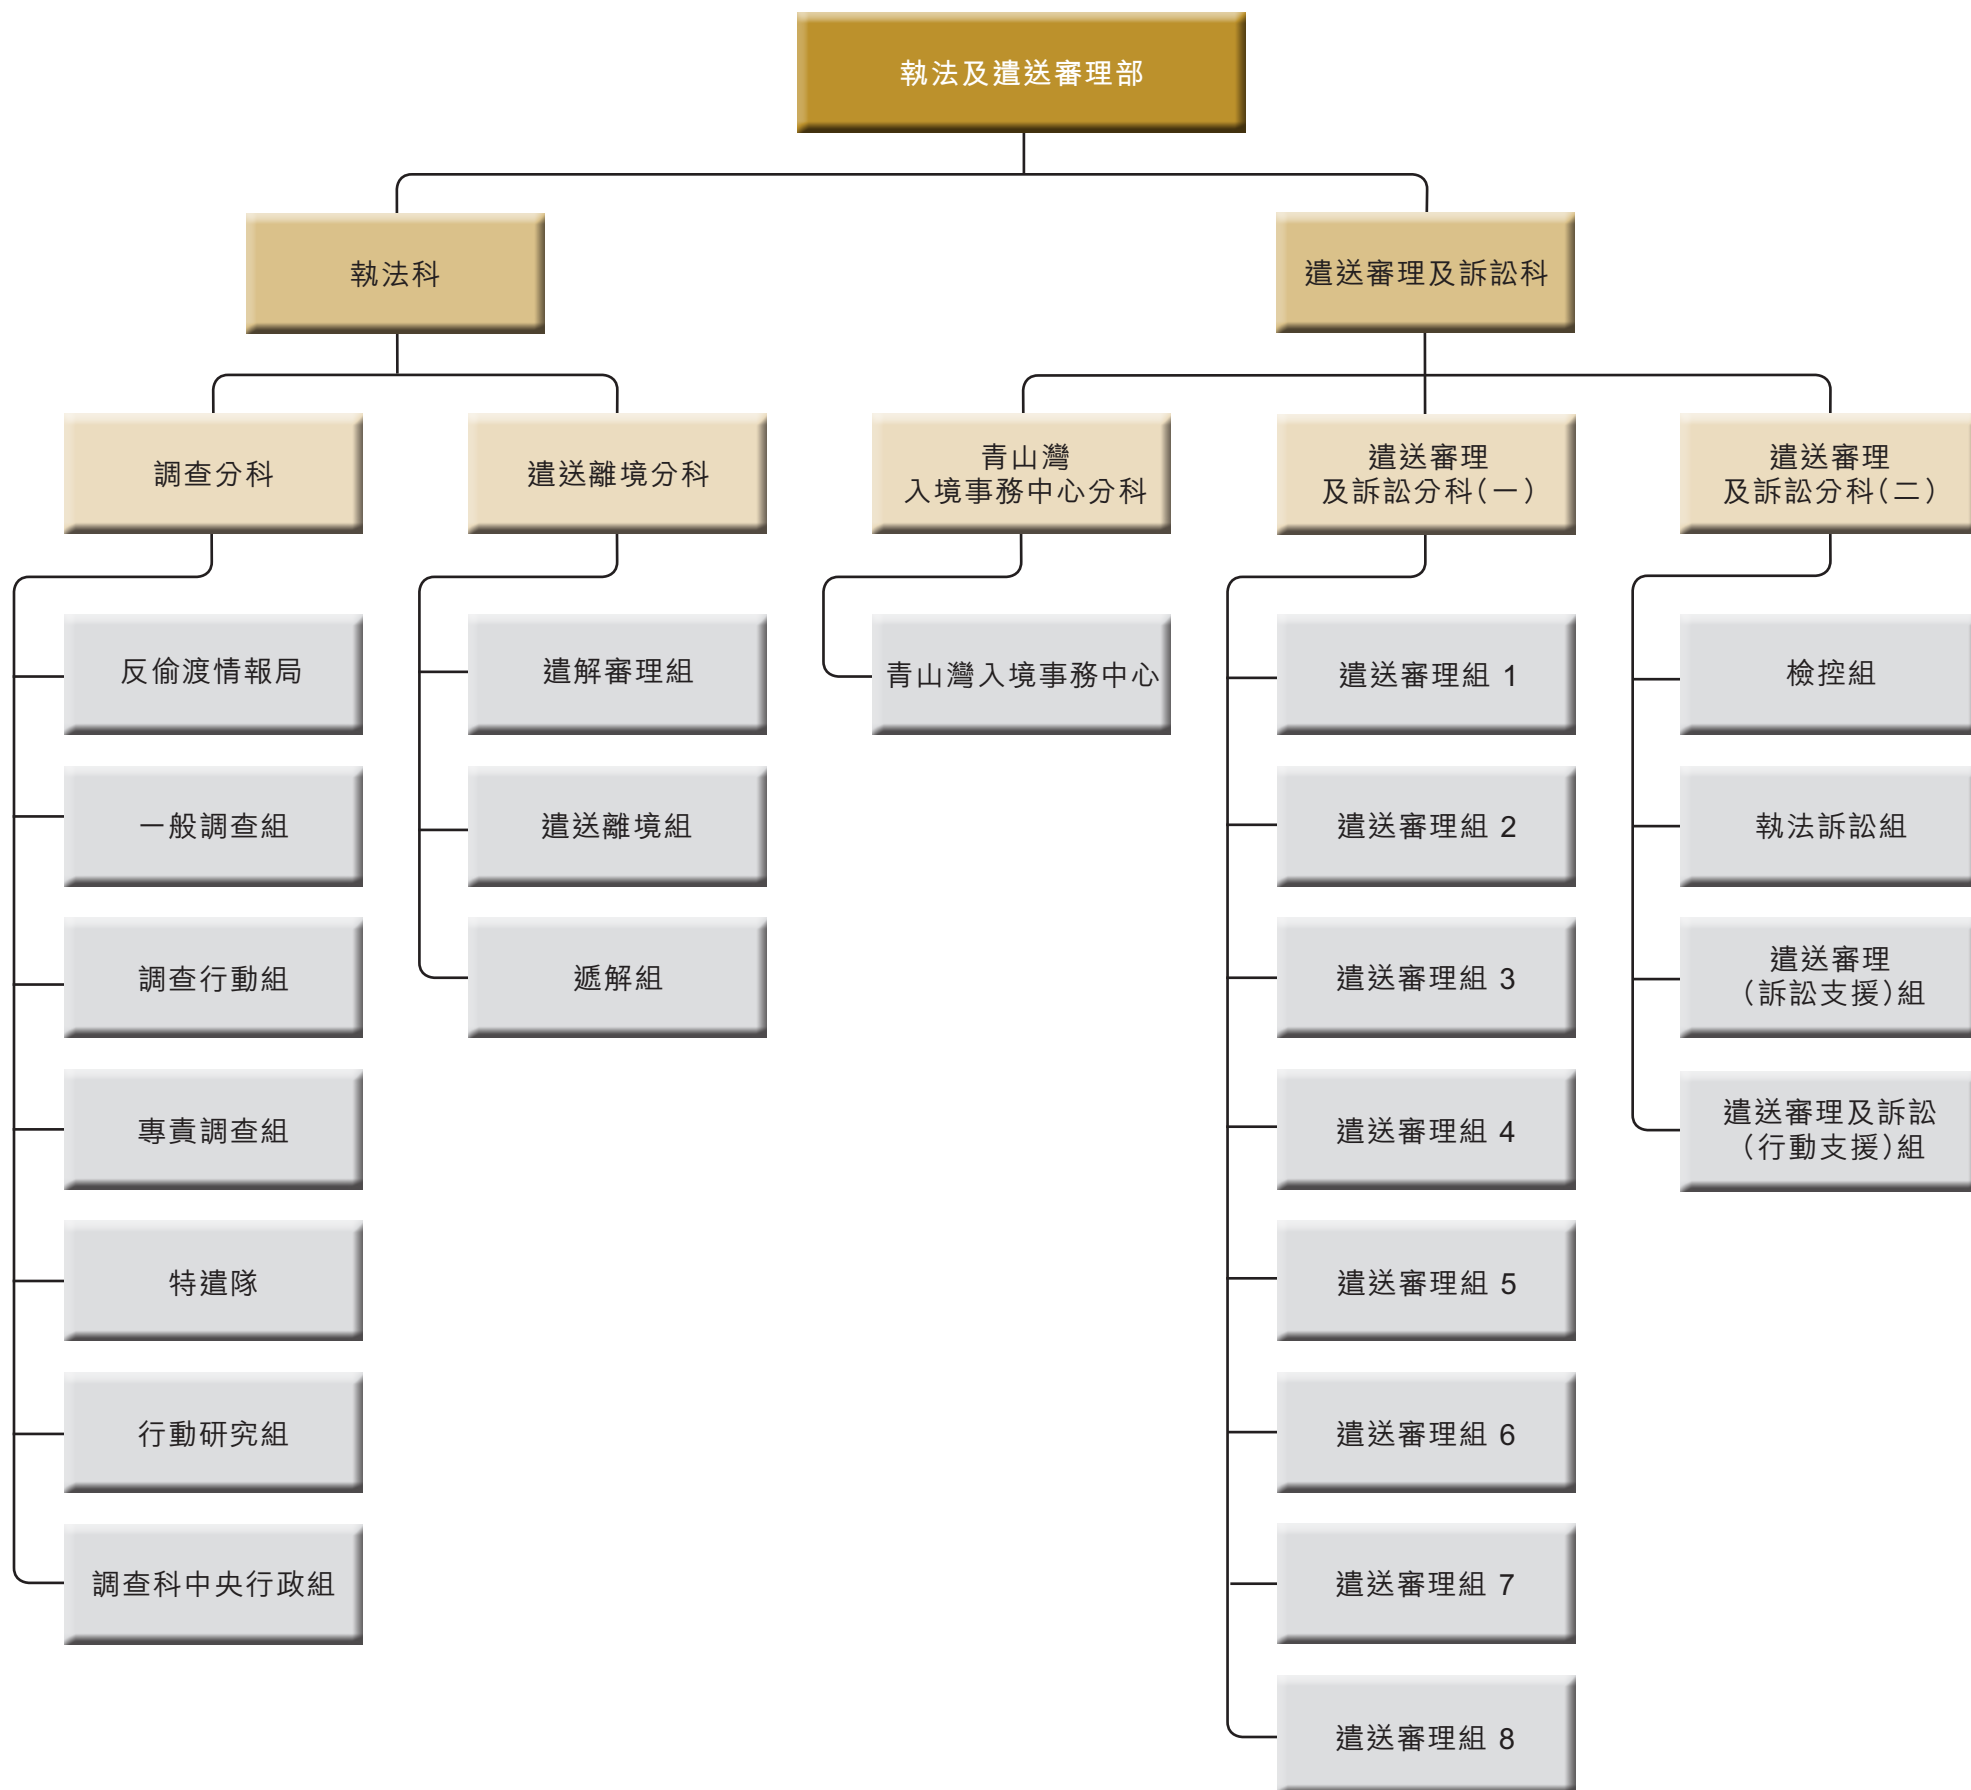 執法及遣送審理部
執法科
遣送審理及訴訟科
調查分科
遣送離境分科
青山灣
入境事務中心分科
遣送審理
及訴訟分科(一)
遣送審理
及訴訟分科(二)
反偷渡情報局
一般調查組
調查行動組
專責調查組
特遣隊
行動研究組
調查科中央行政組
遣解審理組
遣送離境組
遞解組
青山灣入境事務中心
遣送審理組 1
遣送審理組 2
遣送審理組 3
遣送審理組 4
遣送審理組 5
遣送審理組 6
遣送審理組 7
遣送審理組 8
檢控組
執法訴訟組
遣送審理
(訴訟支援)組
遣送審理及訴訟
(行動支援)組